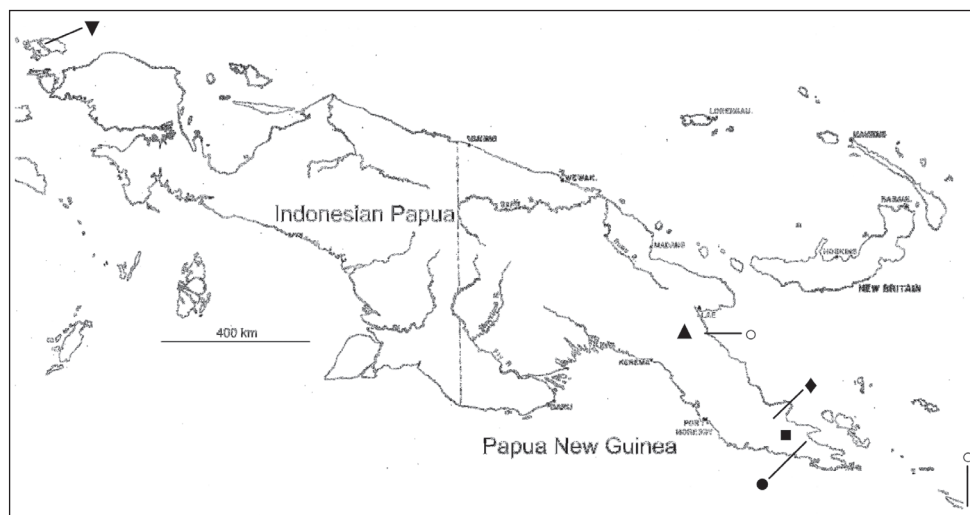 LORENGAU.
KAVIENG
WEWAK.
RABAUL
Indonesian Papua
MADANG
HOSKINS
NEW BRITAIN
LAE
400 km
KEREMA
DARU
PORT
MORESBY
Papua New Guinea